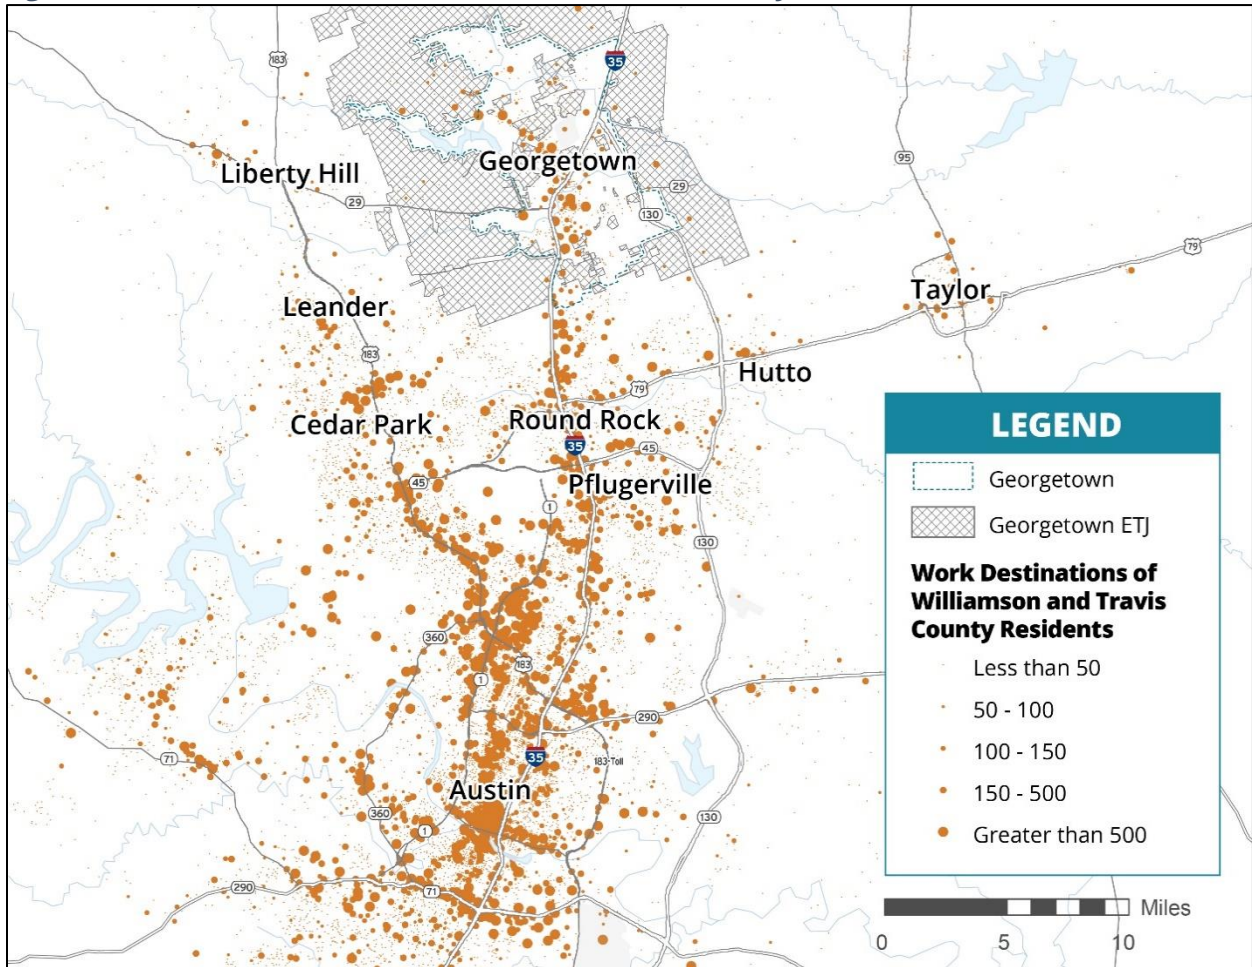 183
35
95
Liberty Hill
Georgetown
29
29
130
79
Leander
Taylor
183
Hutto
79
Cedar Park
Round Rock
35
45
45
Pflugerville
1
130
360
183
1
290
71
35
183-Toll
Austin
360
1
130
290
71
LEGEND
Georgetown
Georgetown ETJ
Work Destinations of
Williamson and Travis
County Residents
Less than 50
50 - 100
100 - 150
150 - 500
Greater than 500
Miles
0 5 10